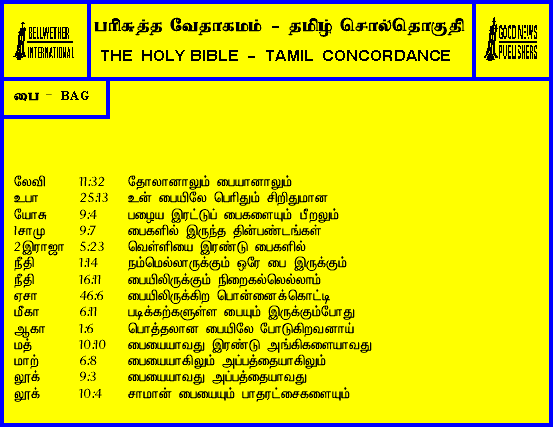 BELLWETHER
INTERNATIONAL
பரிசுத்த வேதாகமம் - தமிழ் சொல்தொகுதி
THE HOLY BIBLE - TAMIL CONCORDANCE
GOOD NEWS
PUBLISHERS
பை - BAG
லேவி 11:32 தோலானாலும் பையானாலும்
உபா 25:13 உன் பையிலே பெரிதும் சிறிதுமான
யோசு 9:4 பழைய இரட்டுப் பைகளையும் பீறலும்
1சாமு 9:7 பைகளில் இருந்த தின்பண்டங்கள்
2இராஜா 5:23 வெள்ளியை இரண்டு பைகளில்
நீதி 1:14 நம்மெல்லாருக்கும் ஒரே பை இருக்கும்
நீதி 16:11 பையிலிருக்கும் நிறைகல்லெல்லாம்
ஏசா 46:6 பையிலிருக்கிற பொன்னைக்கொட்டி
மீகா 6:11 படிக்கற்களுள்ள பையும் இருக்கும்போது
ஆகா 1:6 பொத்தலான பையிலே போடுகிறவனாய்
மத் 10:10 பையையாவது இரண்டு அங்கிகளையாவது
மாற் 6:8 பையையாகிலும் அப்பத்தையாகிலும்
லூக் 9:3 பையையாவது அப்பத்தையாவது
லூக் 10:4 சாமான் பையையும் பாதரட்சைகளையும்